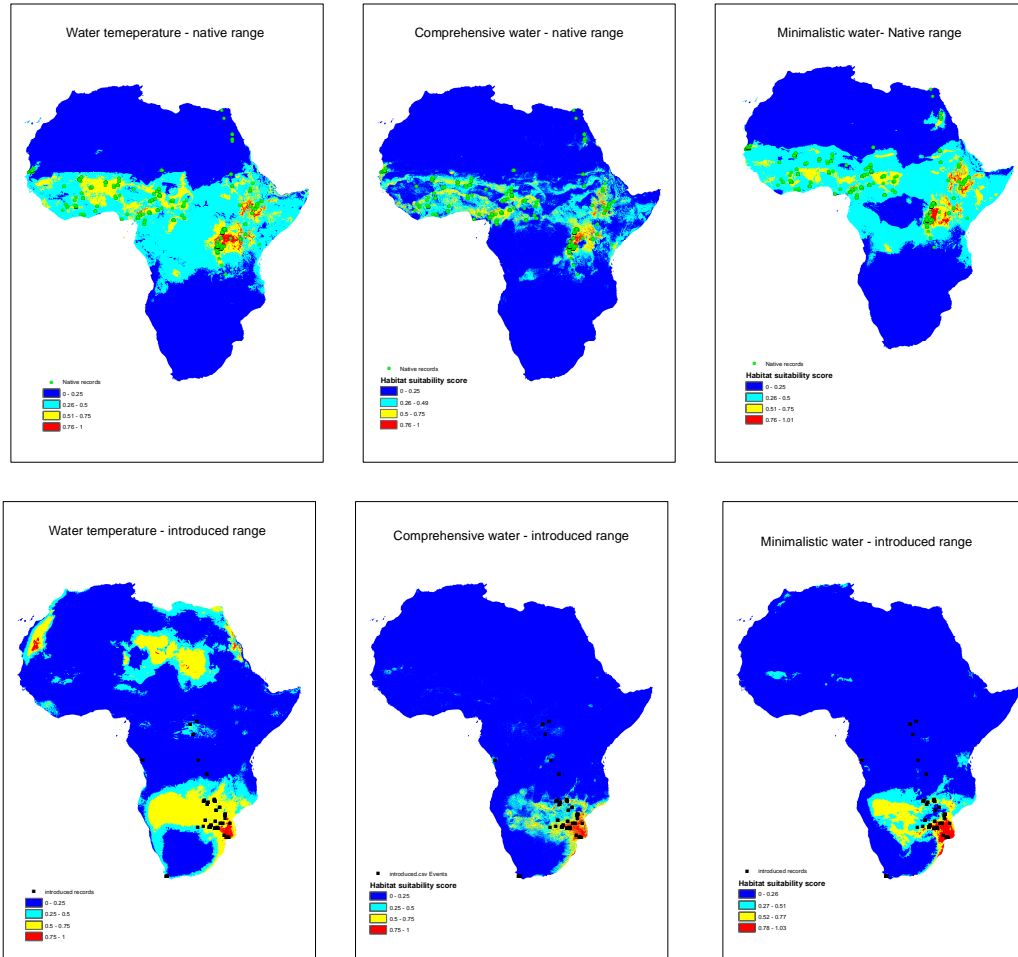 Water temeperature - native range
Native records
0 - 0.25
0.26 - 0.5
0.51 - 0.75
0.76 - 1
Comprehensive water - native range
Native records
Habitat suitability score
0 - 0.25
0.26 - 0.49
0.5 - 0.75
0.76 - 1
Minimalistic water- Native range
Native records
Habitat suitability score
0 - 0.25
0.26 - 0.5
0.51 - 0.75
0.76 - 1.01
Water temperature - introduced range
introduced records
0 - 0.25
0.25 - 0.5
0.5 - 0.75
0.75 - 1
Comprehensive water - introduced range
introduced.csv Events
Habitat suitability score
0 - 0.25
0.25 - 0.5
0.5 - 0.75
0.75 - 1
Minimalistic water - introduced range
introduced records
Habitat suitability score
0 - 0.26
0.27 - 0.51
0.52 - 0.77
0.78 - 1.03